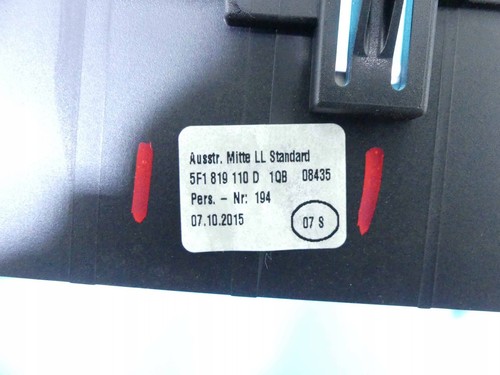 Ausstr. Mitte LL Standard
5F1 819 110 D 1QB 08435
Pers. - Nr: 194
07.10.2015 07 S